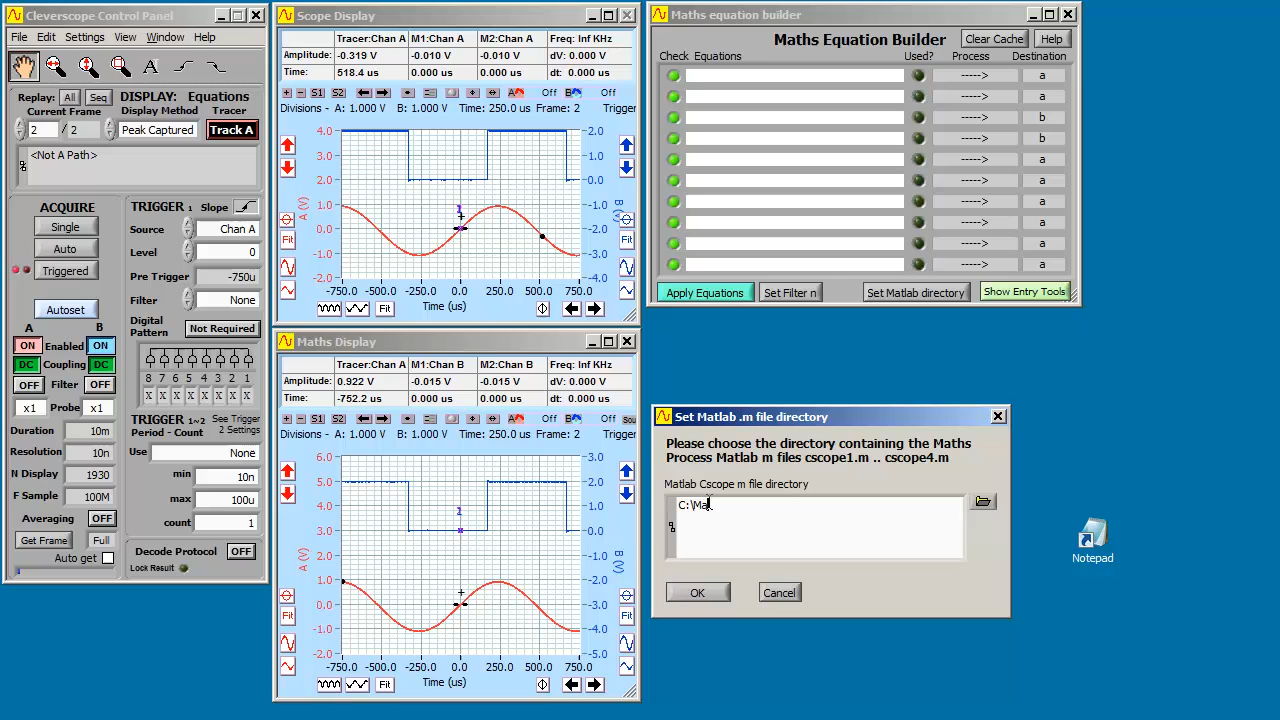 Cleverscope Control Panel
File Edit Settings View Window Help
A
Replay: All Seq DISPLAY: Equations
Current Frame Display Method Tracer
2 / 2 Peak Captured Track A
<Not A Path>
ACQUIRE
Single
Auto
Triggered
Autoset
A B
ON Enabled ON
DC Coupling DC
OFF Filter OFF
x1 Probe x1
Duration 10m
Resolution 10n
N Display 1930
F Sample 100M
Averaging OFF
Get Frame Full
Auto get
TRIGGER 1 Slope
Source Chan A
Level 0
Pre Trigger -750u
Filter None
Digital
Pattern Not Required
8 7 6 5 4 3 2 1
X X X X X X X X
TRIGGER 1~2 See Trigger
Period - Count 2 Settings
Use None
min 10n
max 100u
count 1
Decode Protocol OFF
Lock Result
Scope Display
Tracer:Chan A M1:Chan A M2:Chan A Freq: Inf KHz
Amplitude: -0.319 V -0.010 V -0.010 V dV: 0.000 V
Time: 518.4 us 0.000 us 0.000 us dt: 0.000 us
S1 S2 A Off B Off
Divisions - A: 1.000 V B: 1.000 V Time: 250.0 us Frame: 2 Trigger
4.0 2.0
3.0 1.0
2.0 0.0
1.0 -1.0
0.0 -2.0
-1.0 -3.0
-2.0 -4.0
A (V)
B (V)
1
Fit Fit
-750.0 -500.0 -250.0 0.0 250.0 500.0 750.0
Time (us)
Fit
Maths Display
Tracer:Chan A M1:Chan B M2:Chan B Freq: Inf KHz
Amplitude: 0.922 V -0.015 V -0.015 V dV: 0.000 V
Time: -752.2 us 0.000 us 0.000 us dt: 0.000 us
S1 S2 A Off B Off Sou
Divisions - A: 1.000 V B: 1.000 V Time: 250.0 us Frame: 2 Trigger
6.0 3.0
5.0 2.0
4.0 1.0
3.0 0.0
2.0 -1.0
1.0 -2.0
0.0 -3.0
-1.0 -4.0
-2.0 -5.0
A (V)
B (V)
1
Fit Fit
-750.0 -500.0 -250.0 0.0 250.0 500.0 750.0
Time (us)
Fit
Maths equation builder
Maths Equation Builder Clear Cache Help
Check Equations Used? Process Destination
-----> a
-----> a
-----> b
-----> b
-----> a
-----> a
-----> a
-----> a
-----> a
-----> a
Apply Equations Set Filter n Set Matlab directory Show Entry Tools
Set Matlab .m file directory
Please choose the directory containing the Maths
Process Matlab m files cscope1.m .. cscope4.m
Matlab Cscope m file directory
C:\Ma
OK Cancel
Notepad